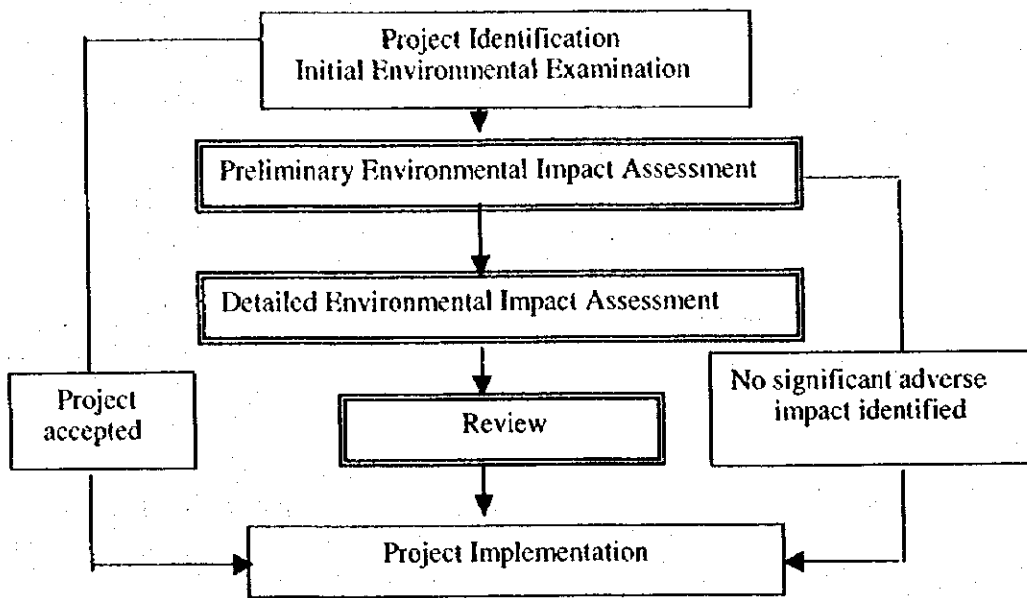 Project Identification
Initial Environmental Examination
Preliminary Environmental Impact Assessment
Detailed Environmental Impact Assessment
Project
accepted
Review
No significant adverse
impact identified
Project Implementation